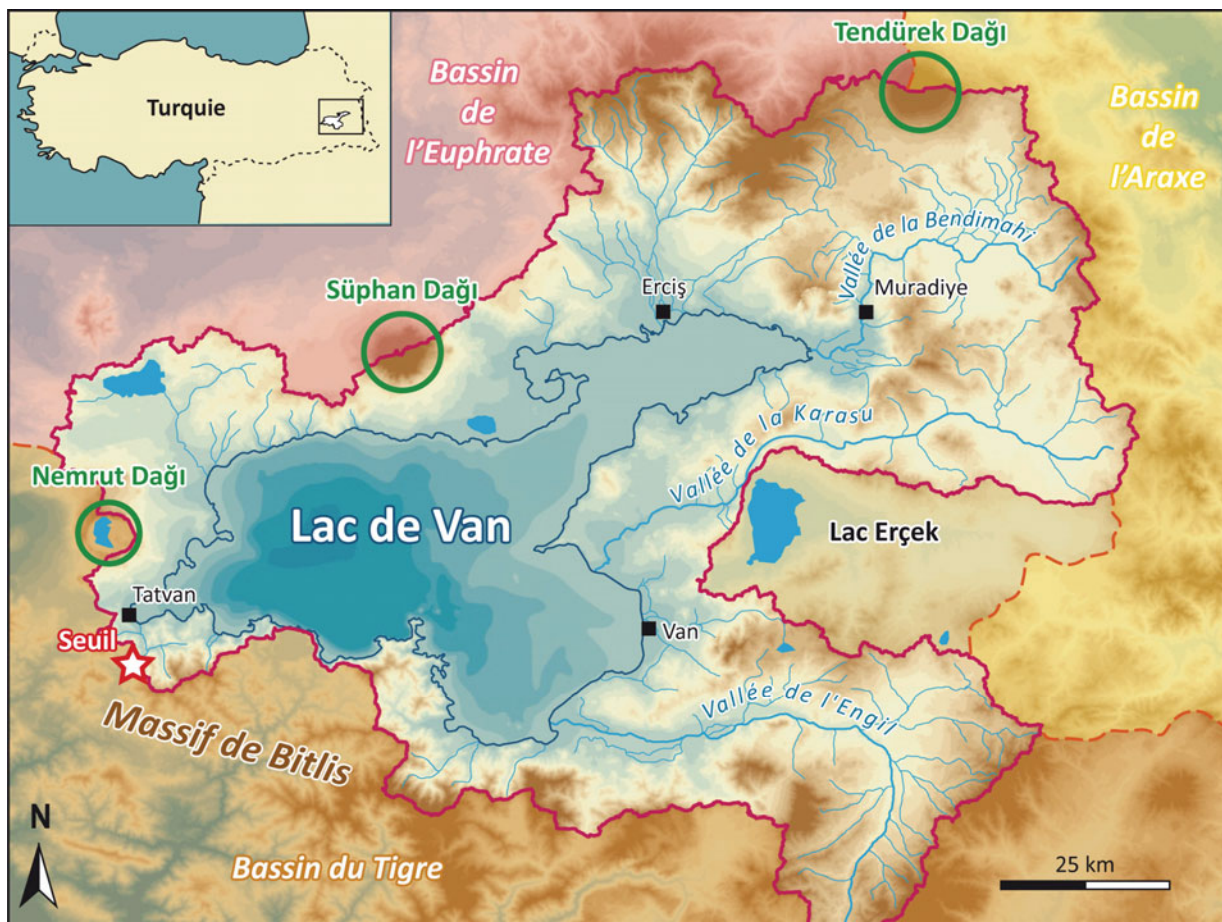 Tendürek Dağı
Turquie
Bassin
de
l'Euphrate
Bassin
de
l'Araxe
Vallée de la Bendimahi
Süphan Dağı
Erciş
Muradiye
Vallée de la Karasu
Nemrut Dağı
Lac de Van
Lac Erçek
Tatvan
Seuil
Van
Massif de Bitlis
Vallée de l'Engil
N
Bassin du Tigre
25 km